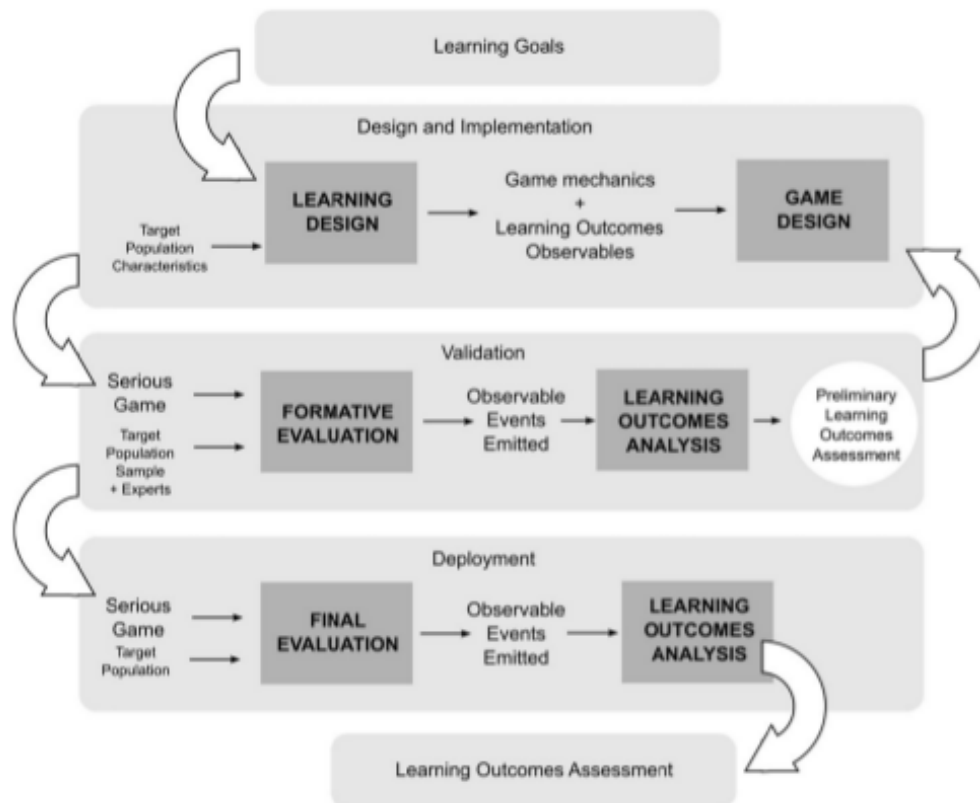 Learning Goals
Design and Implementation
Target
Population
Characteristics
LEARNING
DESIGN
Game mechanics
+
Learning Outcomes
Observables
GAME
DESIGN
Validation
Serious
Game
Target
Population
Sample
+ Experts
FORMATIVE
EVALUATION
Observable
Events
Emitted
LEARNING
OUTCOMES
ANALYSIS
Preliminary
Learning
Outcomes
Assessment
Deployment
Serious
Game
Target
Population
FINAL
EVALUATION
Observable
Events
Emitted
LEARNING
OUTCOMES
ANALYSIS
Learning Outcomes Assessment